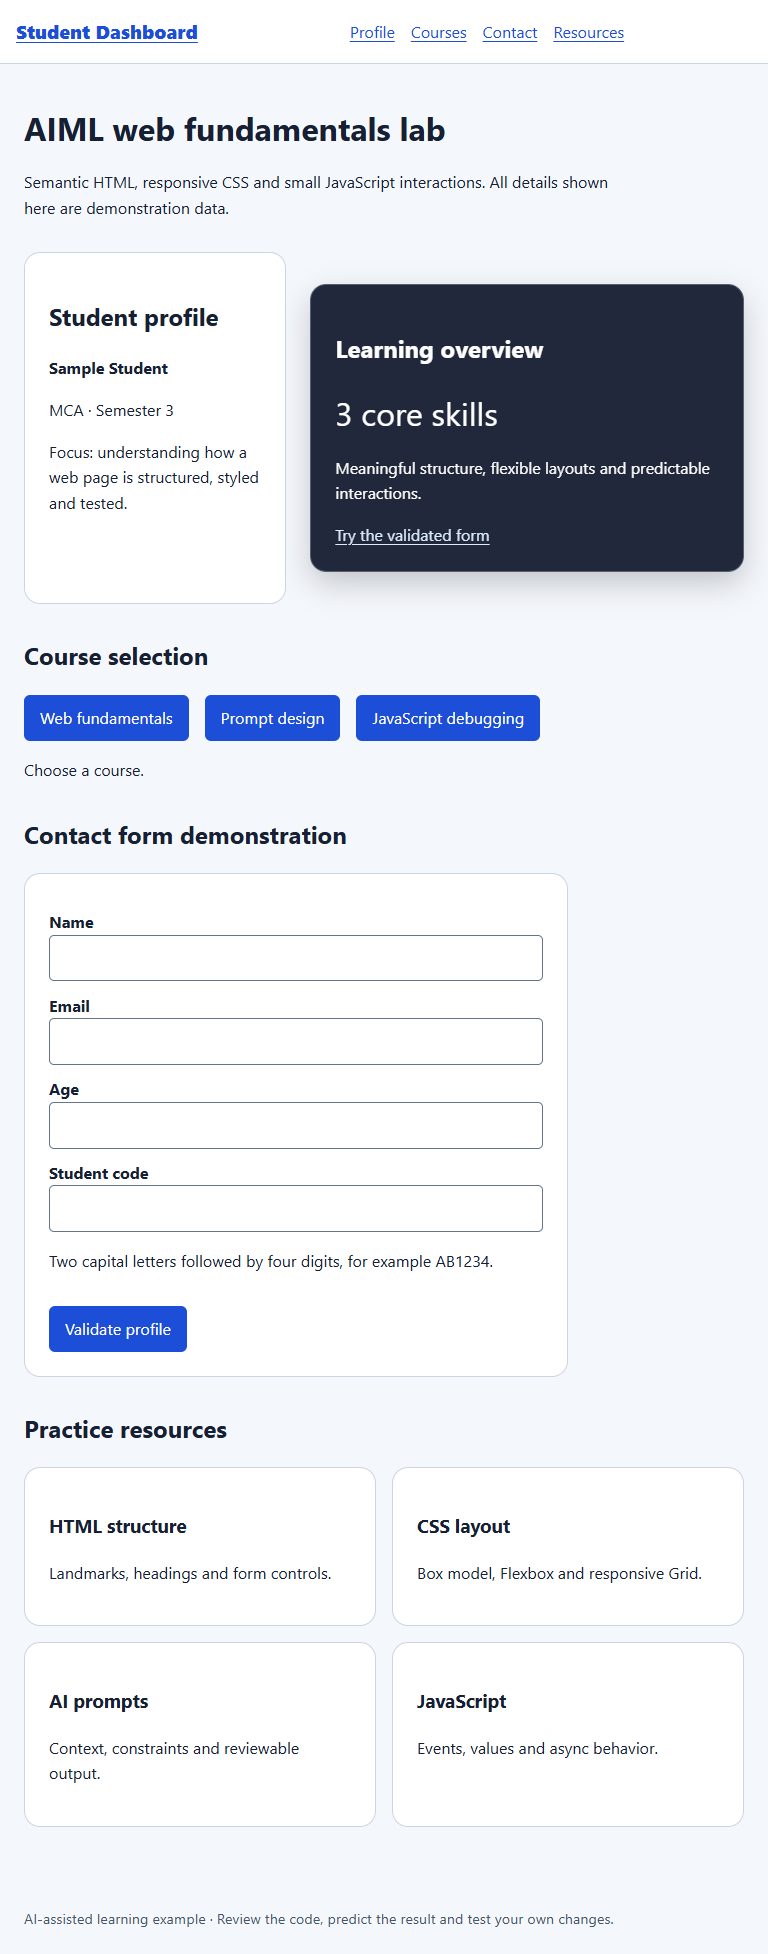 Student Dashboard
Profile Courses Contact Resources
AIML web fundamentals lab
Semantic HTML, responsive CSS and small JavaScript interactions. All details shown
here are demonstration data.
Student profile
Sample Student
MCA · Semester 3
Focus: understanding how a
web page is structured, styled
and tested.
Learning overview
3 core skills
Meaningful structure, flexible layouts and predictable
interactions.
Try the validated form
Course selection
Web fundamentals
Prompt design
JavaScript debugging
Choose a course.
Contact form demonstration
Name
Email
Age
Student code
Two capital letters followed by four digits, for example AB1234.
Validate profile
Practice resources
HTML structure
Landmarks, headings and form controls.
CSS layout
Box model, Flexbox and responsive Grid.
AI prompts
Context, constraints and reviewable
output.
JavaScript
Events, values and async behavior.
AI-assisted learning example · Review the code, predict the result and test your own changes.